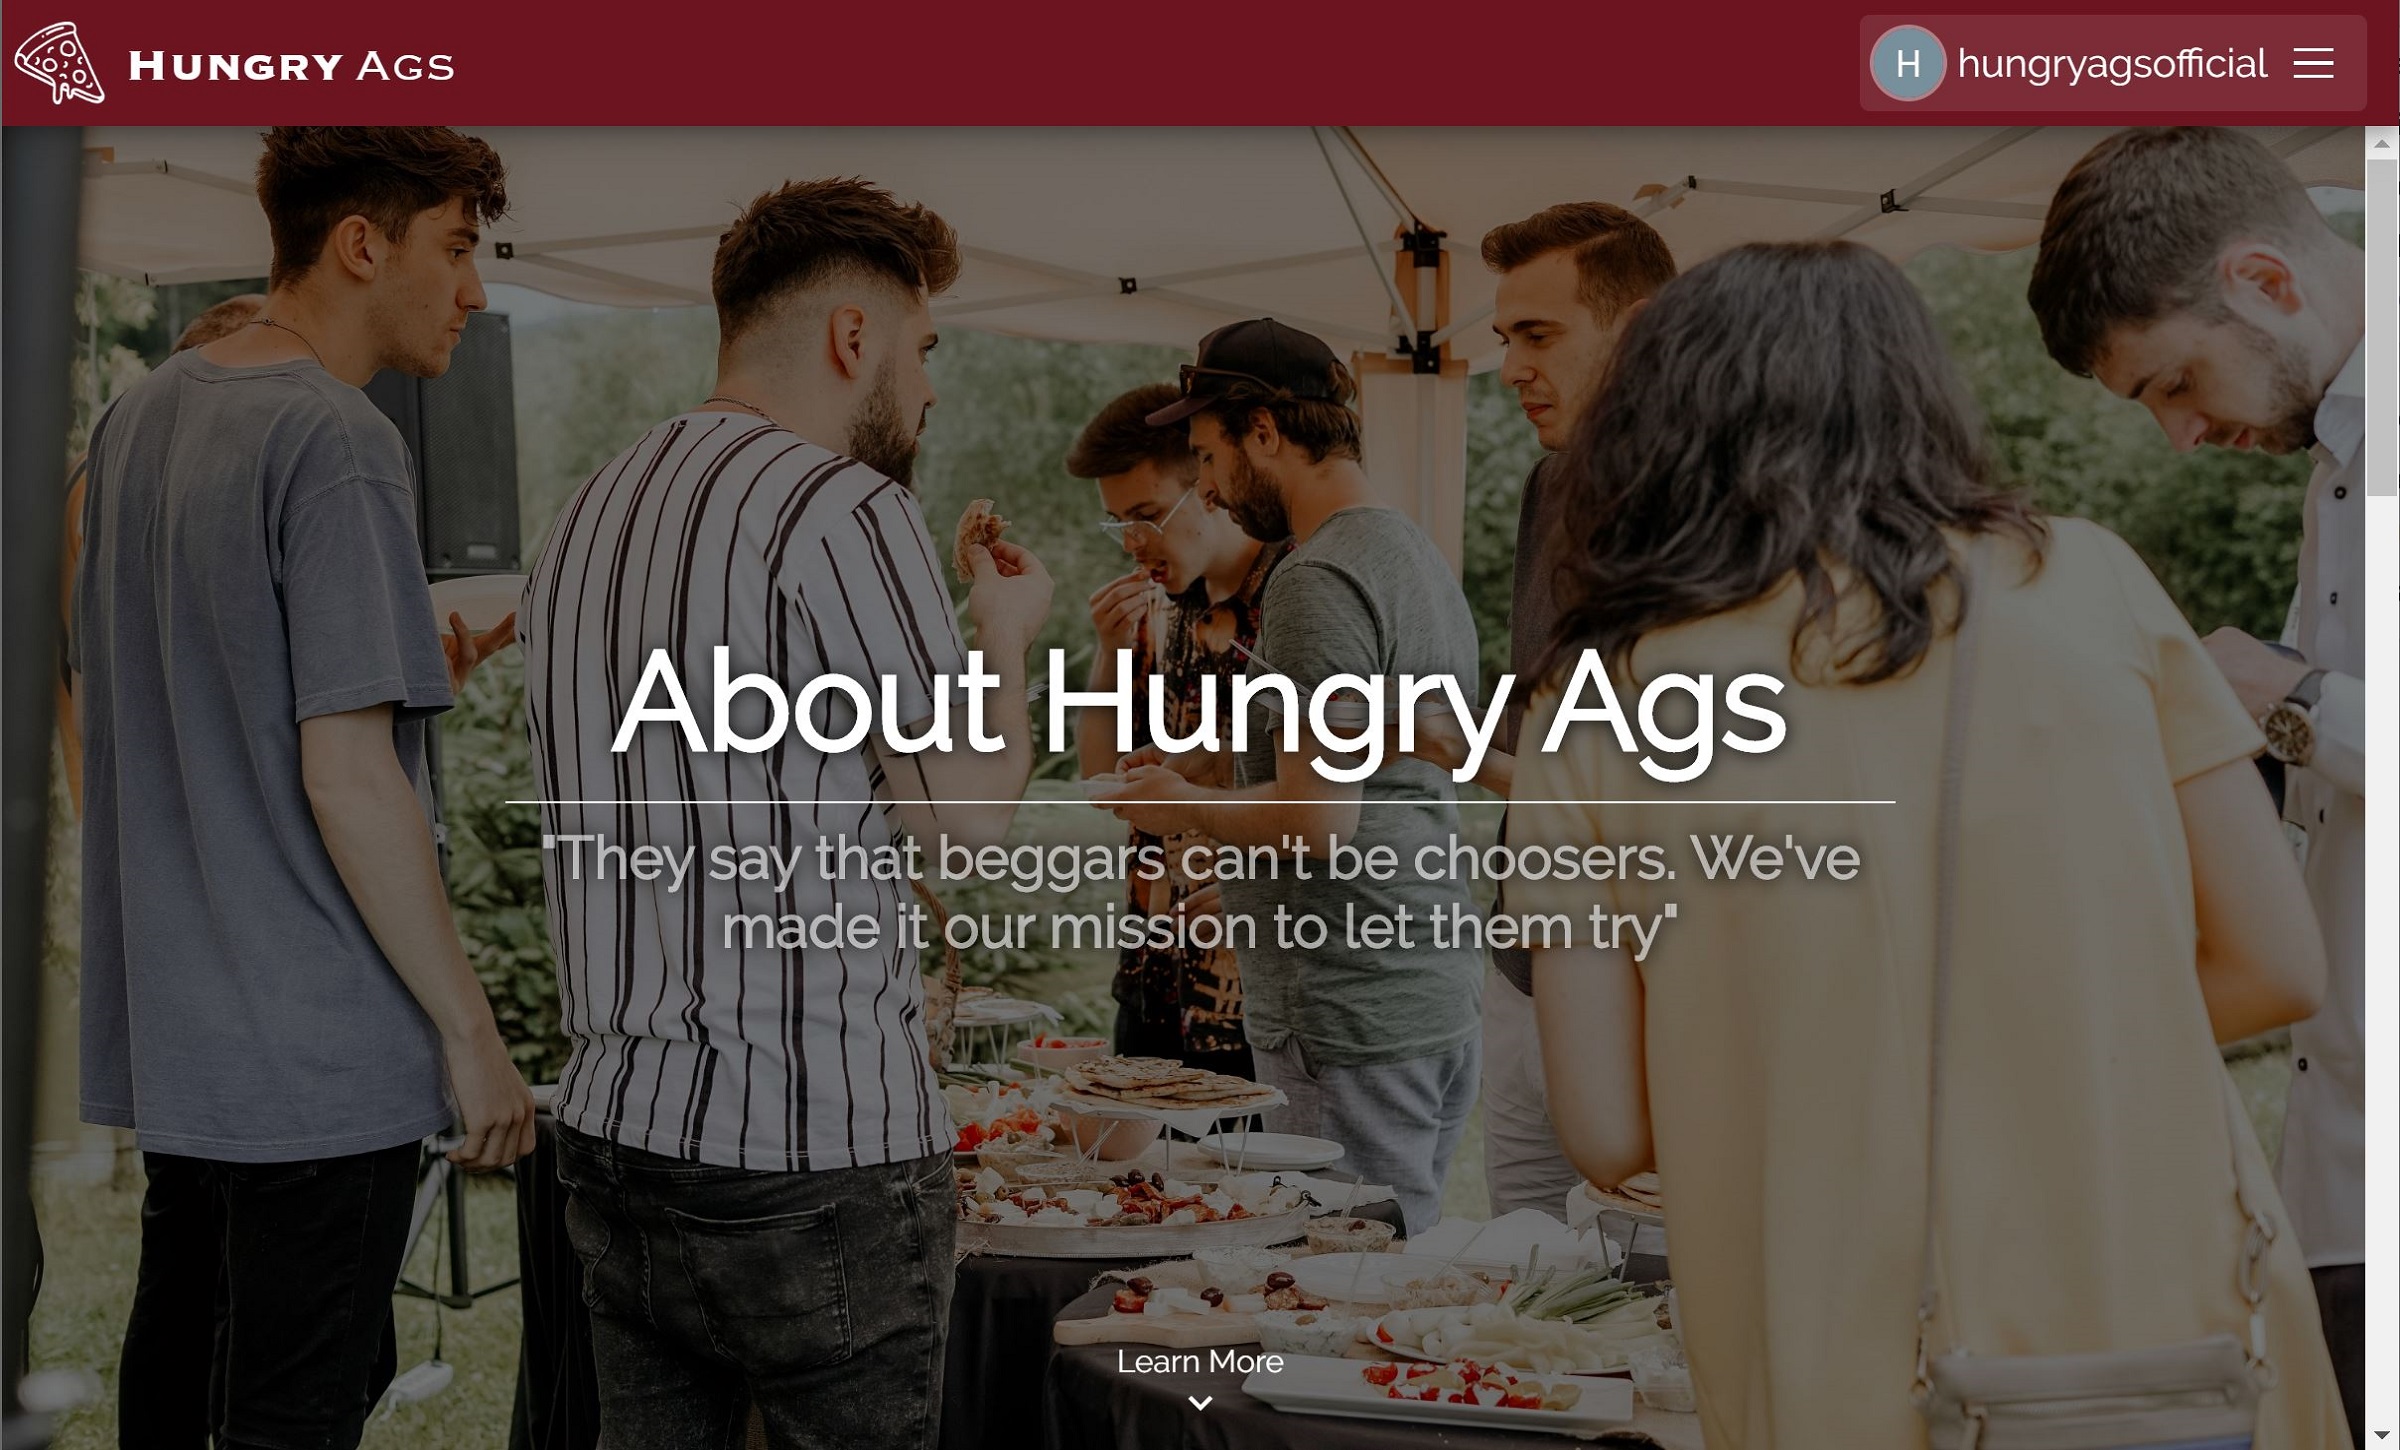 HUNGRY AGS
H hungryagsofficial
About Hungry Ags
"They say that beggars can't be choosers. We've
made it our mission to let them try"
Learn More